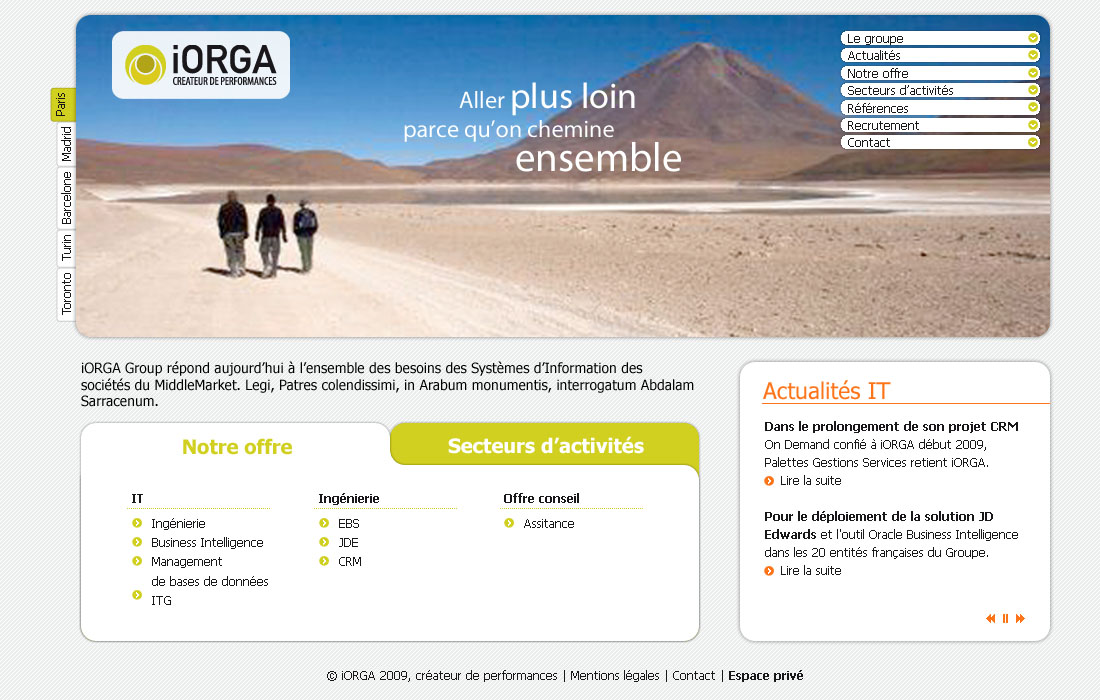 iORGA
CREATEUR DE PERFORMANCES
Aller plus loin
parce qu'on chemine
ensemble
Le groupe
Actualités
Notre offre
Secteurs d'activités
Références
Recrutement
Contact
Paris
Madrid
Barcelone
Turin
Toronto
iORGA Group répond aujourd'hui à l'ensemble des besoins des Systèmes d'Information des
sociétés du MiddleMarket. Legi, Patres colendissimi, in Arabum monumentis, interrogatum Abdalam
Sarracenum.
Notre offre
Secteurs d'activités
IT
Ingénierie
Business Intelligence
Management
de bases de données
ITG
Ingénierie
EBS
JDE
CRM
Offre conseil
Assitance
Actualités IT
Dans le prolongement de son projet CRM
On Demand confié à iORGA début 2009,
Palettes Gestions Services retient iORGA.
Lire la suite
Pour le déploiement de la solution JD
Edwards et l'outil Oracle Business Intelligence
dans les 20 entités françaises du Groupe.
Lire la suite
© iORGA 2009, créateur de performances | Mentions légales | Contact | Espace privé